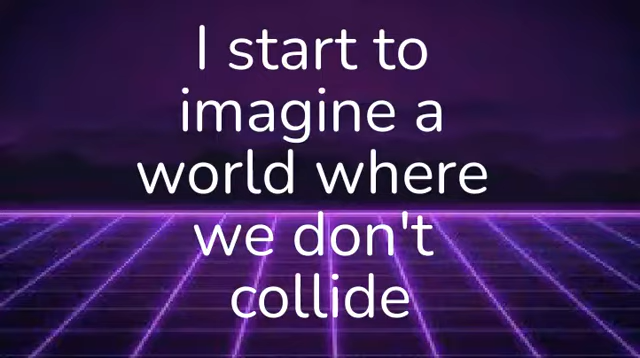 I start to
imagine a
world where
we don't
collide